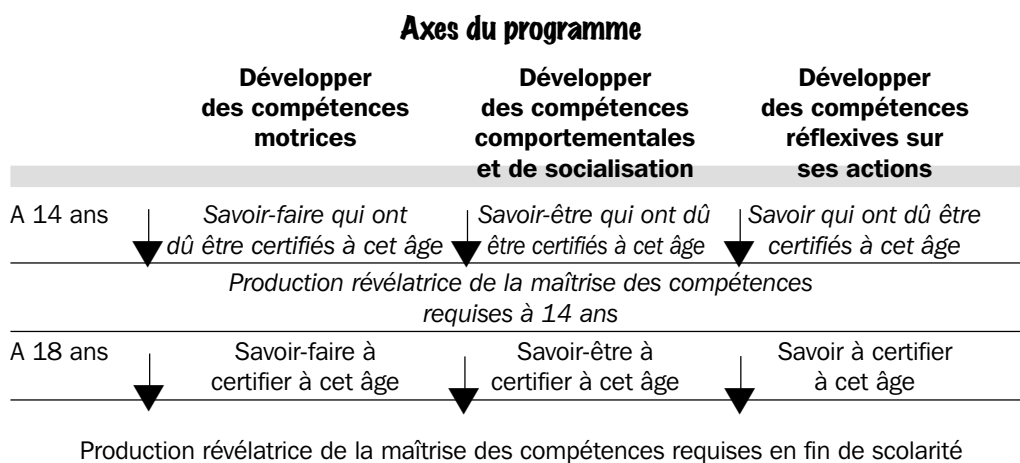 Axes du programme
Développer
des compétences
motrices
Développer
des compétences
comportementales
et de socialisation
Développer
des compétences
réflexives sur
ses actions
A 14 ans
Savoir-faire qui ont
dû être certifiés à cet âge
Savoir-être qui ont dû
être certifiés à cet âge
Savoir qui ont dû être
certifiés à cet âge
Production révélatrice de la maîtrise des compétences
requises à 14 ans
A 18 ans
Savoir-faire à
certifier à cet âge
Savoir-être à
certifier à cet âge
Savoir à certifier
à cet âge
Production révélatrice de la maîtrise des compétences requises en fin de scolarité